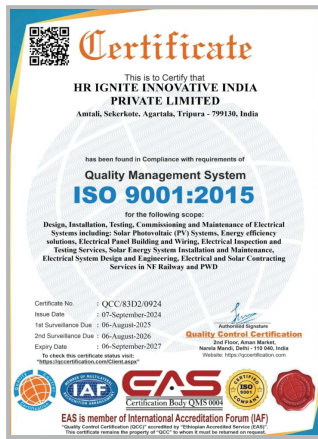 Certificate
This is to Certify that
HR IGNITE INNOVATIVE INDIA
PRIVATE LIMITED
Amtali, Sekerkote, Agartala, Tripura - 799130, India
has been found in Compliance with requirements of
Quality Management System
ISO 9001:2015
for the following scope:
Design, Installation, Testing, Commissioning and Maintenance of Electrical
Systems including: Solar Photovoltaic (PV) Systems, Energy efficiency
solutions, Electrical Panel Building and Wiring, Electrical Inspection and
Testing Services, Solar Energy System Installation and Maintenance,
Electrical System Design and Engineering, Electrical and Solar Contracting
Services in NF Railway and PWD
Certificate No. : QCC/83D2/0924
Issue Date : 07-September-2024
1st Surveillance Due : 06-August-2025
2nd Surveillance Due : 06-August-2026
Expiry Date : 06-September-2027
To check this certificate status visit:
"https://qccertification.com/Client.aspx"
Authorised Signature
Quality Control Certification
2nd Floor, Aman Market,
Narela Mandi, Delhi - 110 040, India
Website: https://qccertification.com
IAF
EAS
Certification Body QMS 0004
CERTIFIED
ISO
9001
COMPANY
EAS is member of International Accreditation Forum (IAF)
"Quality Control Certification (QCC)" accredited by "Ethiopian Accredited Service (EAS)".
This certificate remains the property of "QCC" to whom it must be returned on request.